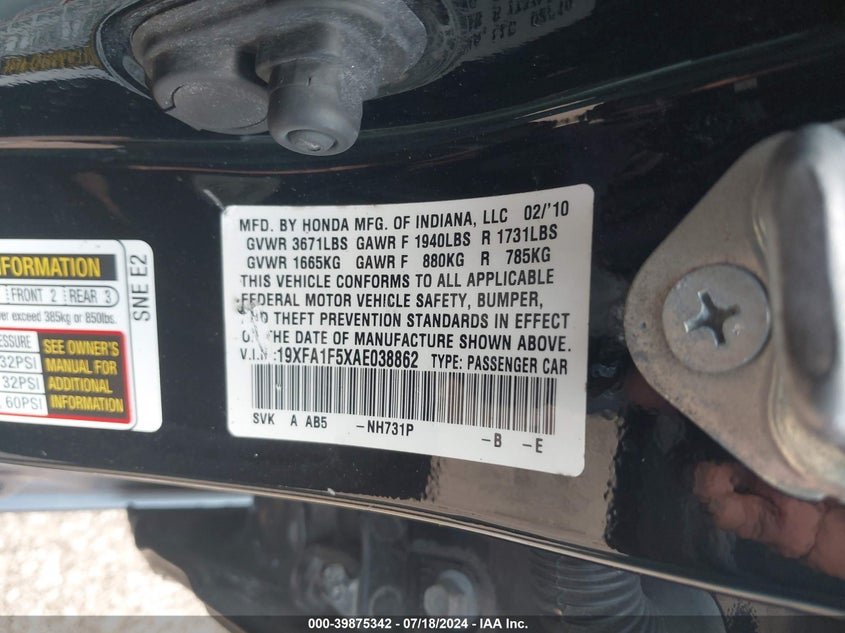 MFD. BY HONDA MFG. OF INDIANA, LLC 02/'10
GVWR 3671LBS GAWR F 1940LBS R 1731LBS
GVWR 1665KG GAWR F 880KG R 785KG
THIS VEHICLE CONFORMS TO ALL APPLICABLE
FEDERAL MOTOR VEHICLE SAFETY, BUMPER,
THEFT PREVENTION STANDARDS IN EFFECT
THE DATE OF MANUFACTURE SHOWN ABOVE.
V.I.N :19XFA1F5XAE038862 TYPE: PASSENGER CAR
SVK A AB5 -NH731P -B -E
FORMATION
FRONT 2 REAR 3
exceed 385kg or 850lbs.
SNE E2
32PSI
32PSI
60PSI
SEE OWNER'S
MANUAL FOR
ADDITIONAL
INFORMATION
000-39875342 - 07/18/2024 - IAA Inc.